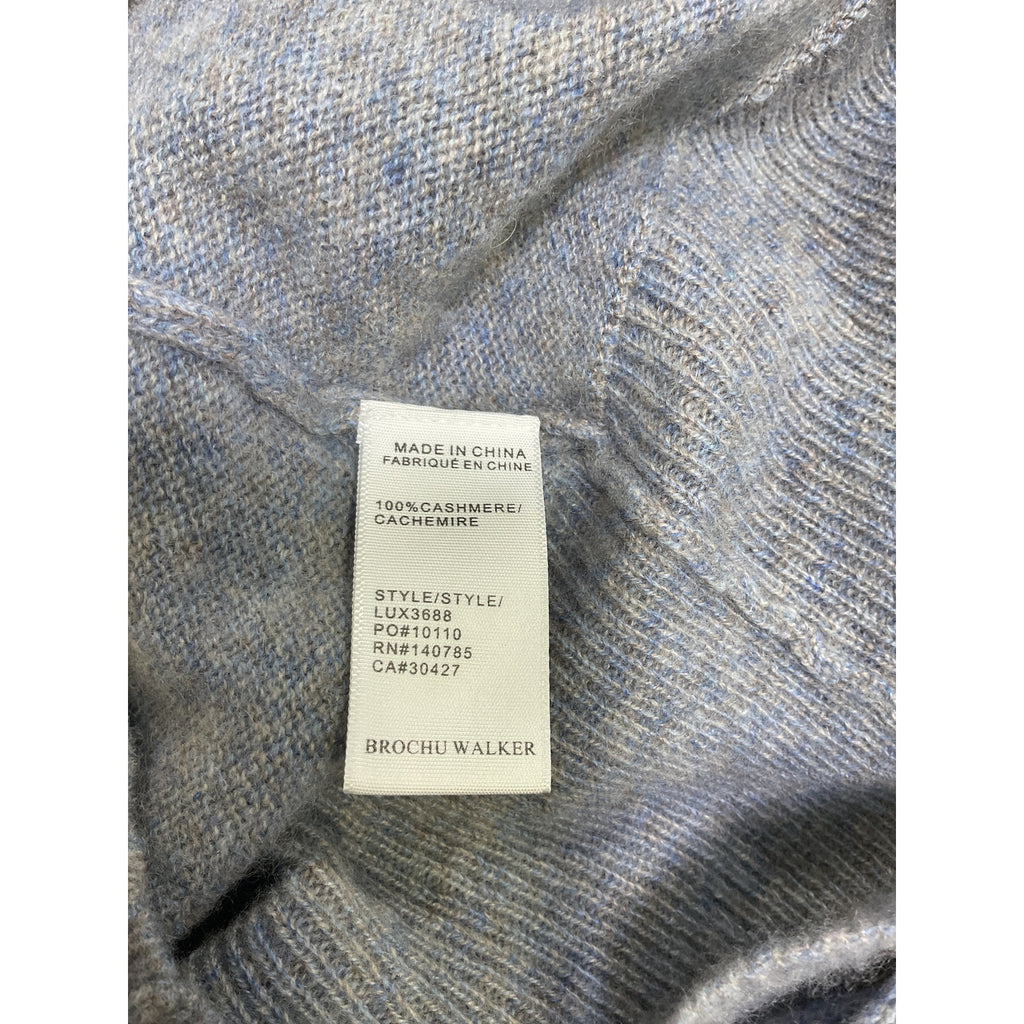 MADE IN CHINA
FABRIQUÉ EN CHINE
100%CASHMERE/
CACHEMIRE
STYLE/STYLE/
LUX3688
PO#10110
RN#140785
CA#30427
BROCHU WALKER